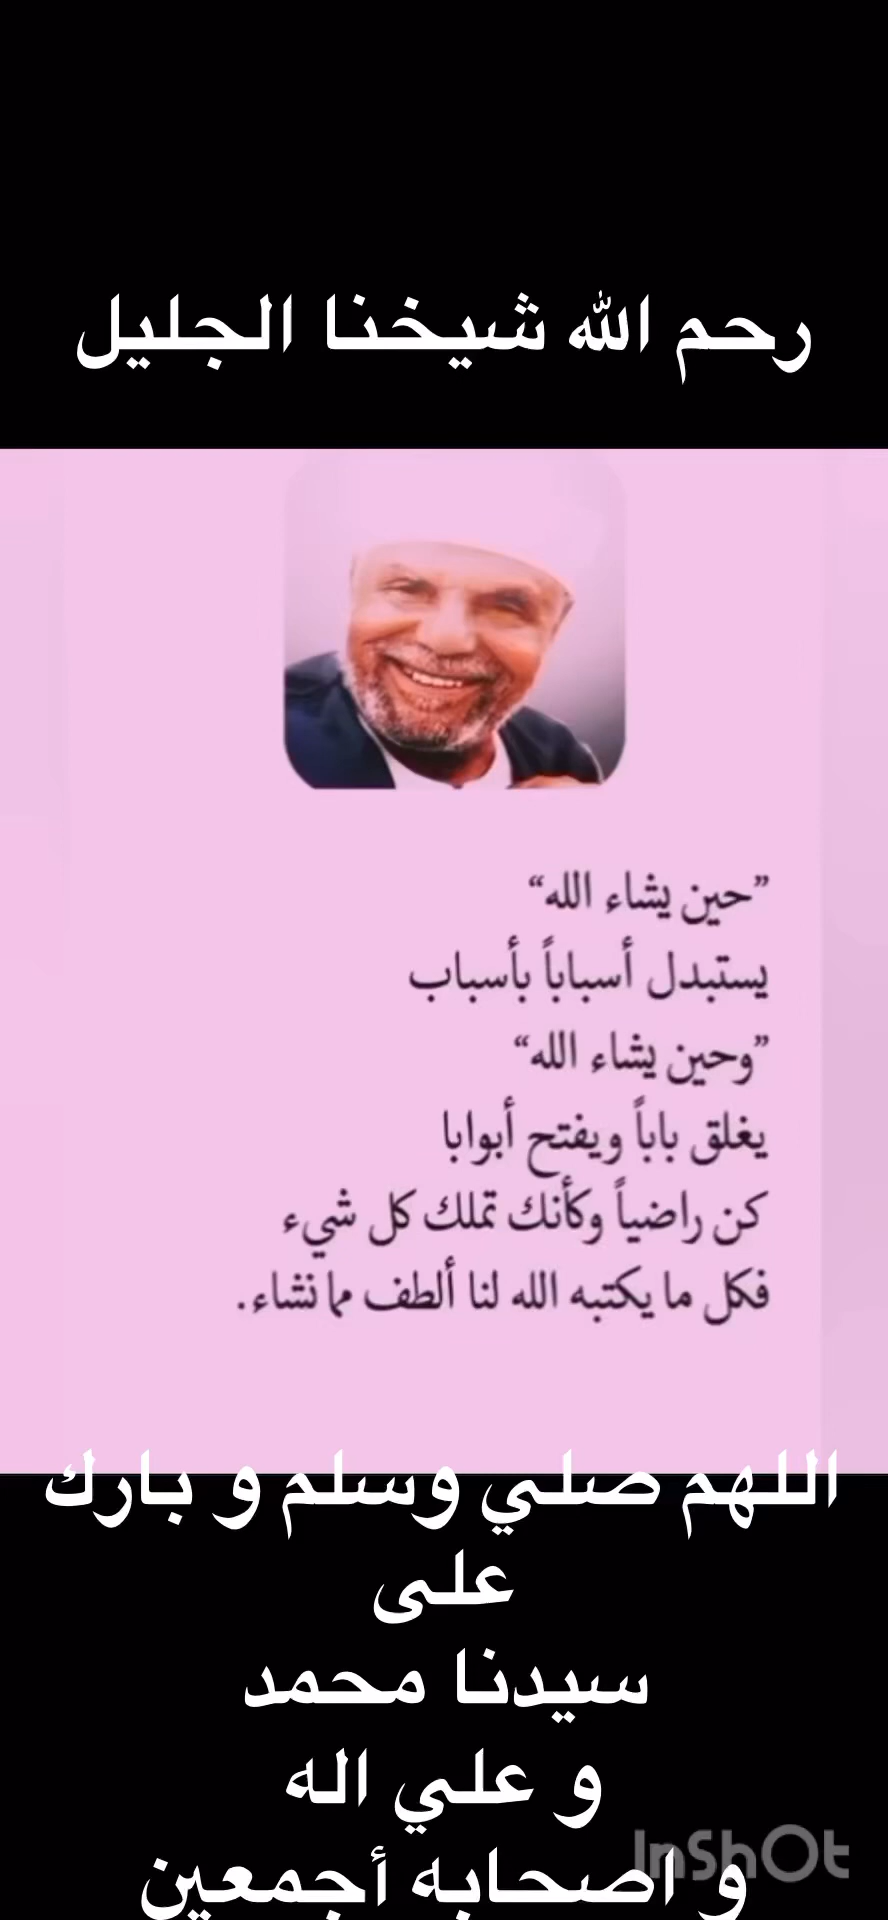 رحم الله شيخنا الجليل
”حين يشاء الله“
يستبدل أسباباً بأسباب
”وحين يشاء الله“
يغلق باباً ويفتح أبوابا
كن راضياً وكأنك تملك كل شيء
فكل ما يكتبه الله لنا ألطف مما نشاء.
اللهم صلي وسلم و بارك
على
سيدنا محمد
و علي اله
و اصحابه أجمعين
InShOt